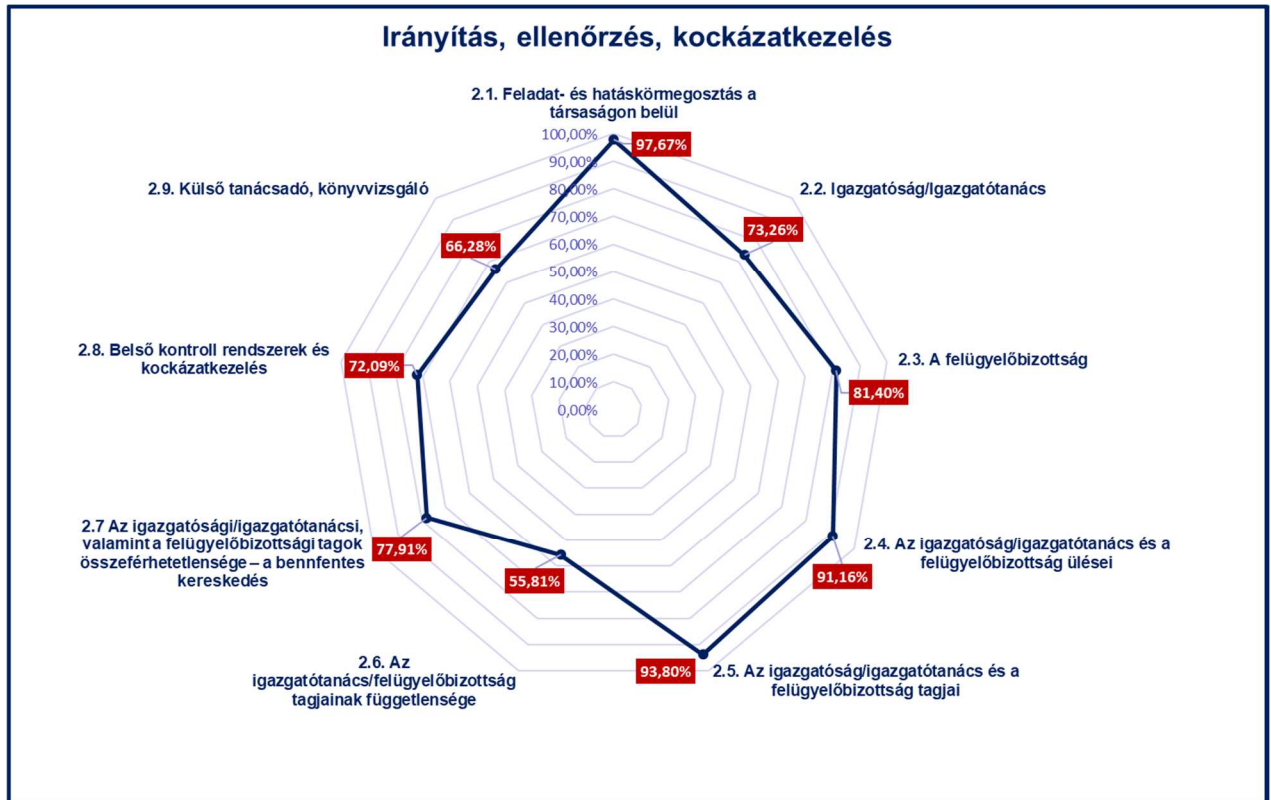 Irányítás, ellenőrzés, kockázatkezelés
2.1. Feladat- és hatáskörmegosztás a
társaságon belül
100,00%
97,67%
90,00%
80,00%
70,00%
60,00%
50,00%
40,00%
30,00%
20,00%
10,00%
0,00%
2.2. Igazgatóság/Igazgatótanács
73,26%
2.3. A felügyelőbizottság
81,40%
2.4. Az igazgatóság/igazgatótanács és a
felügyelőbizottság ülései
91,16%
2.5. Az igazgatóság/igazgatótanács és a
felügyelőbizottság tagjai
93,80%
2.6. Az
igazgatótanács/felügyelőbizottság
tagjainak függetlensége
55,81%
2.7 Az igazgatósági/igazgatótanácsi,
valamint a felügyelőbizottsági tagok
összeférhetetlensége – a bennfentes
kereskedés
77,91%
2.8. Belső kontroll rendszerek és
kockázatkezelés
72,09%
2.9. Külső tanácsadó, könyvvizsgáló
66,28%